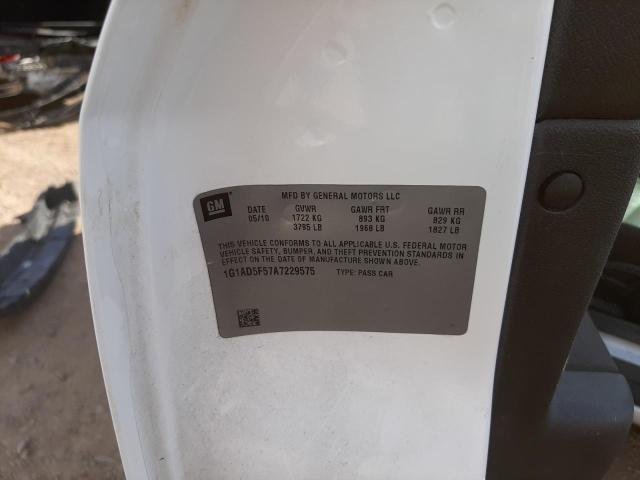 GM
MFD BY GENERAL MOTORS LLC
DATE GVWR GAWR FRT GAWR RR
05/10 1722 KG 893 KG 829 KG
3795 LB 1968 LB 1827 LB
THIS VEHICLE CONFORMS TO ALL APPLICABLE U.S. FEDERAL MOTOR
VEHICLE SAFETY, BUMPER, AND THEFT PREVENTION STANDARDS IN
EFFECT ON THE DATE OF MANUFACTURE SHOWN ABOVE.
1G1AD5F57A7229575 TYPE: PASS CAR